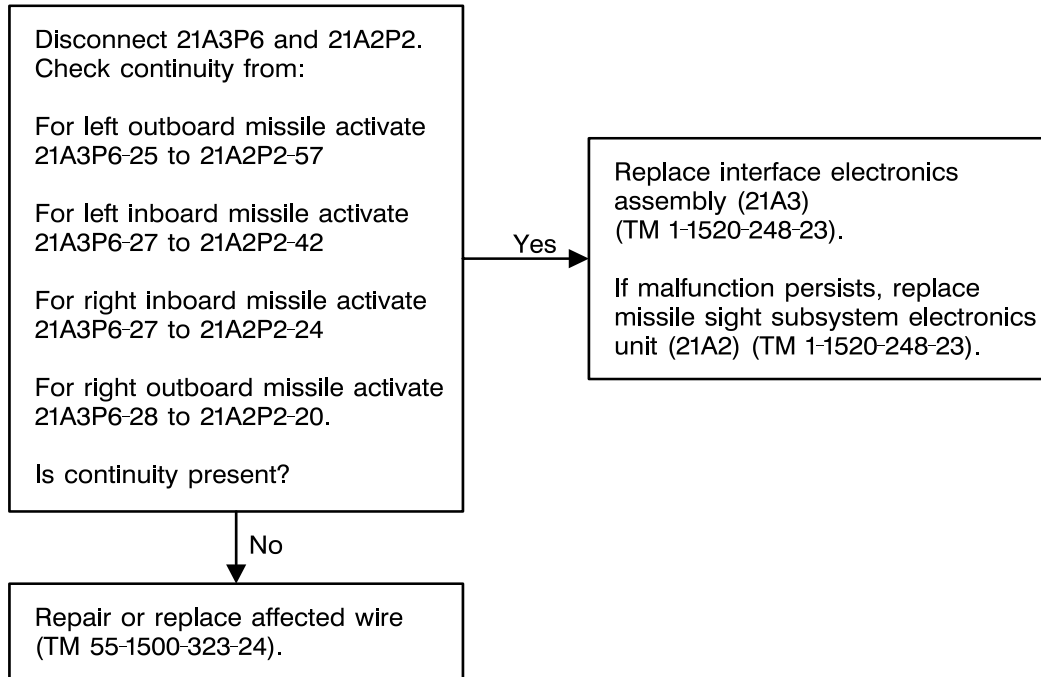 Disconnect 21A3P6 and 21A2P2.
Check continuity from:
For left outboard missile activate
21A3P6-25 to 21A2P2-57
For left inboard missile activate
21A3P6-27 to 21A2P2-42
For right inboard missile activate
21A3P6-27 to 21A2P2-24
For right outboard missile activate
21A3P6-28 to 21A2P2-20.
Is continuity present?
Yes
Replace interface electronics
assembly (21A3)
(TM 1-1520-248-23).
If malfunction persists, replace
missile sight subsystem electronics
unit (21A2) (TM 1-1520-248-23).
No
Repair or replace affected wire
(TM 55-1500-323-24).